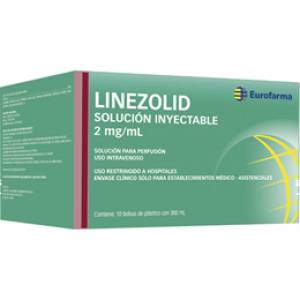 Eurofarma
LINEZOLID
SOLUCIÓN INYECTABLE
2 mg/mL
SOLUCIÓN PARA PERFUSIÓN
USO INTRAVENOSO
USO RESTRINGIDO A HOSPITALES
ENVASE CLÍNICO SÓLO PARA ESTABLECIMIENTOS MÉDICO - ASISTENCIALES
Contiene: 10 bolsas de plástico con 300 mL